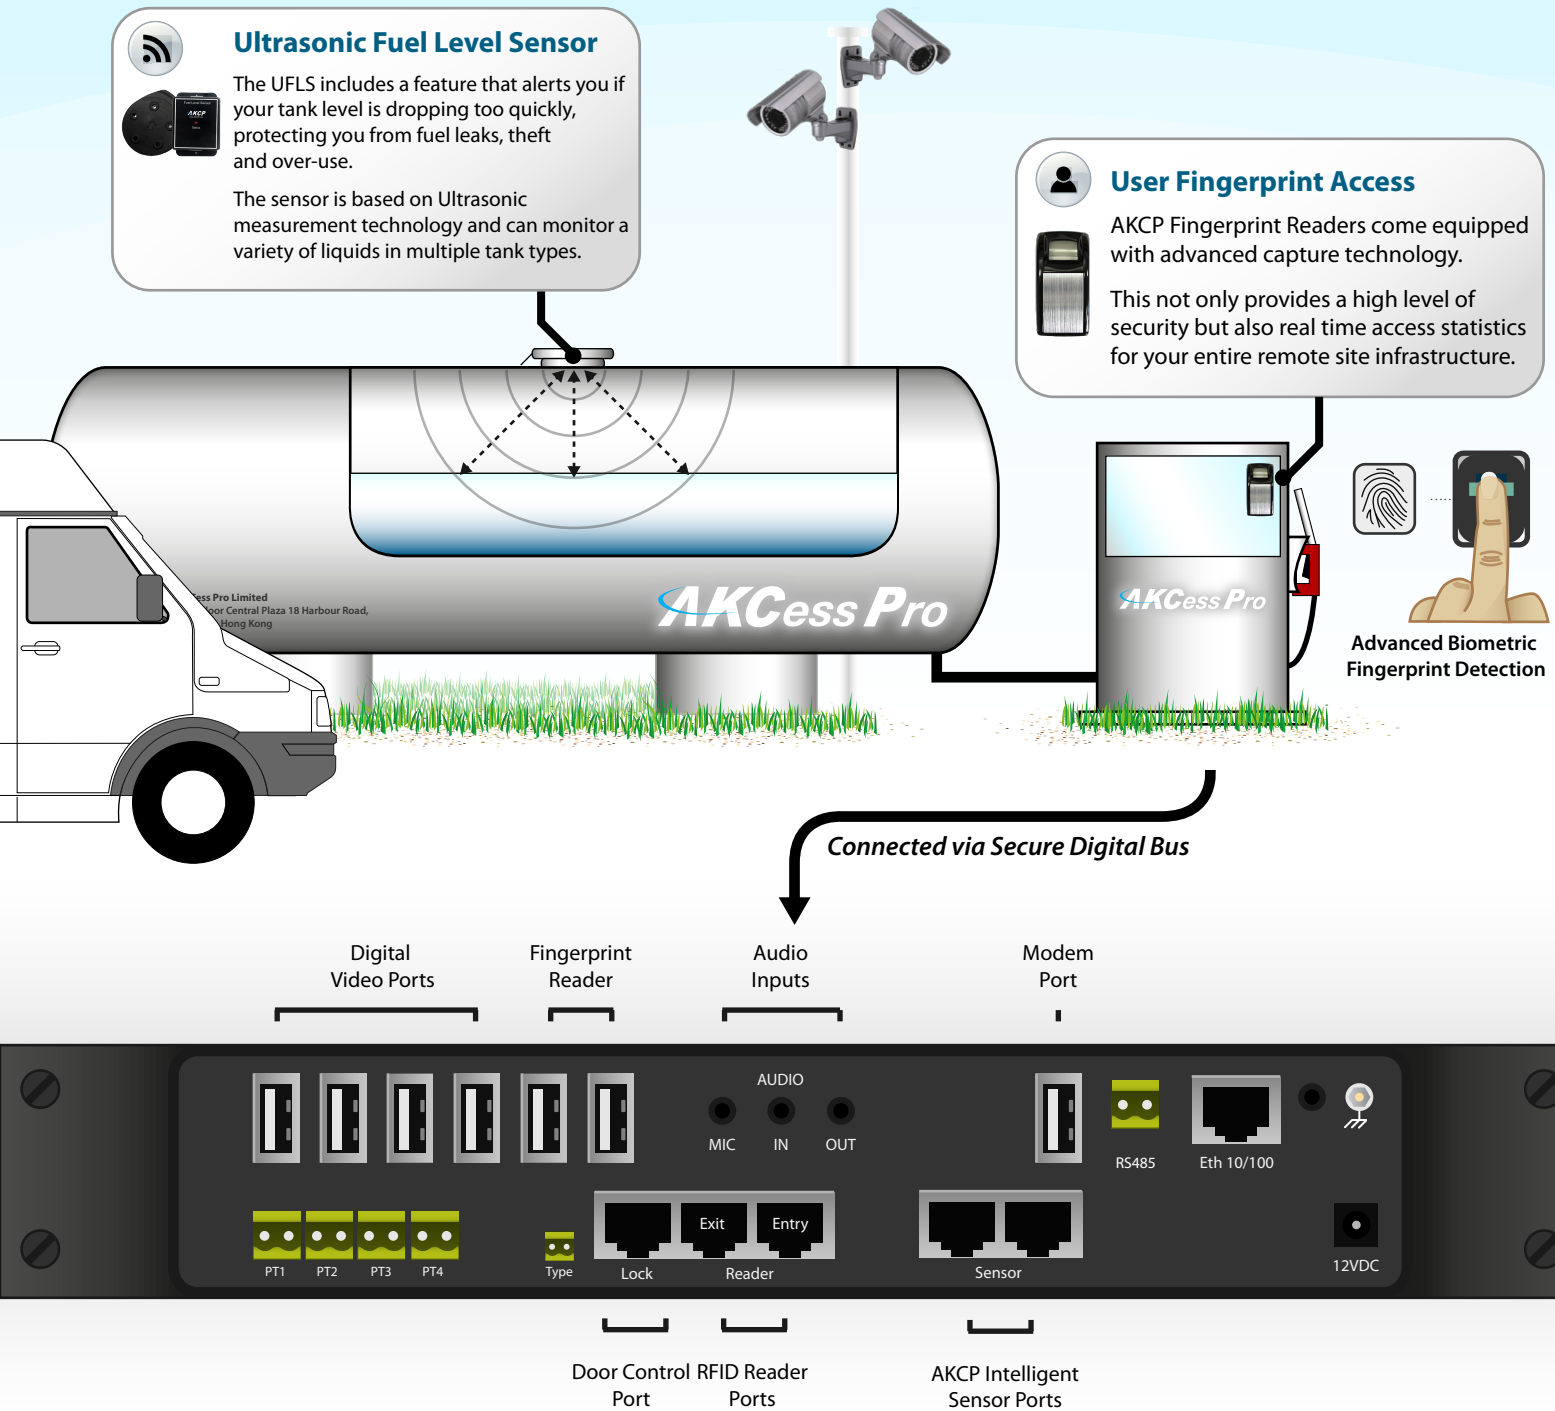 Ultrasonic Fuel Level Sensor
The UFLS includes a feature that alerts you if
your tank level is dropping too quickly,
protecting you from fuel leaks, theft
and over-use.
The sensor is based on Ultrasonic
measurement technology and can monitor a
variety of liquids in multiple tank types.
Fuel Level Sensor
AKCP
User Fingerprint Access
AKCP Fingerprint Readers come equipped
with advanced capture technology.
This not only provides a high level of
security but also real time access statistics
for your entire remote site infrastructure.
Pro Limited
Central Plaza 18 Harbour Road,
Hong Kong
AKCess Pro
AKCess Pro
Advanced Biometric
Fingerprint Detection
Connected via Secure Digital Bus
Digital
Video Ports
Fingerprint
Reader
Audio
Inputs
Modem
Port
AUDIO
MIC IN OUT
RS485
Eth 10/100
PT1 PT2 PT3 PT4
Type
Exit Entry
Lock
Reader
Sensor
12VDC
Door Control
Port
RFID Reader
Ports
AKCP Intelligent
Sensor Ports